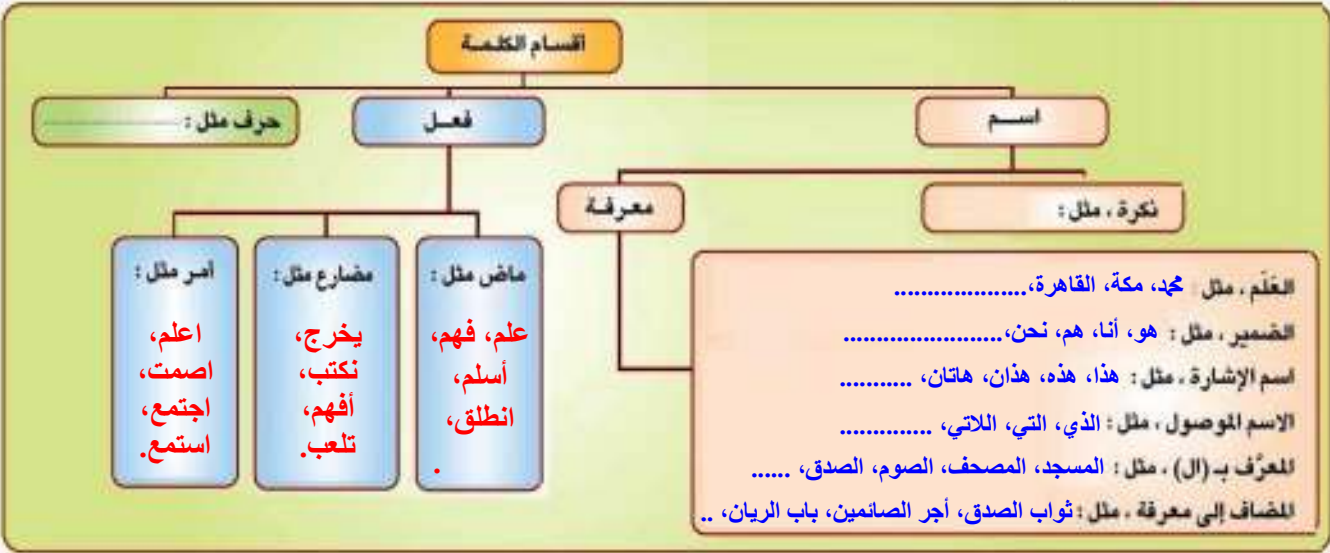 أقسام الكلمة
اسم
فعل
حرف مثل : ......................
نكرة ، مثل :
معرفة
العَلَم ، مثل : محمد، مكة، القاهرة،....................
الضمير ، مثل : هو، أنا، هم، نحن،........................
اسم الإشارة ، مثل : هذا، هذه، هذان، هاتان، ...........
الاسم الموصول ، مثل : الذي، التي، اللاتي، ..............
المعرَّف بـ (ال) ، مثل : المسجد، المصحف، الصوم، الصدق، ......
المضاف إلى معرفة ، مثل : ثواب الصدق، أجر الصائمين، باب الريان، ..
ماض مثل :
علم، فهم،
أسلم،
انطلق،
.
مضارع مثل :
يخرج،
نكتب،
أفهم،
تلعب.
أمر مثل :
اعلم،
اصمت،
اجتمع،
استمع.